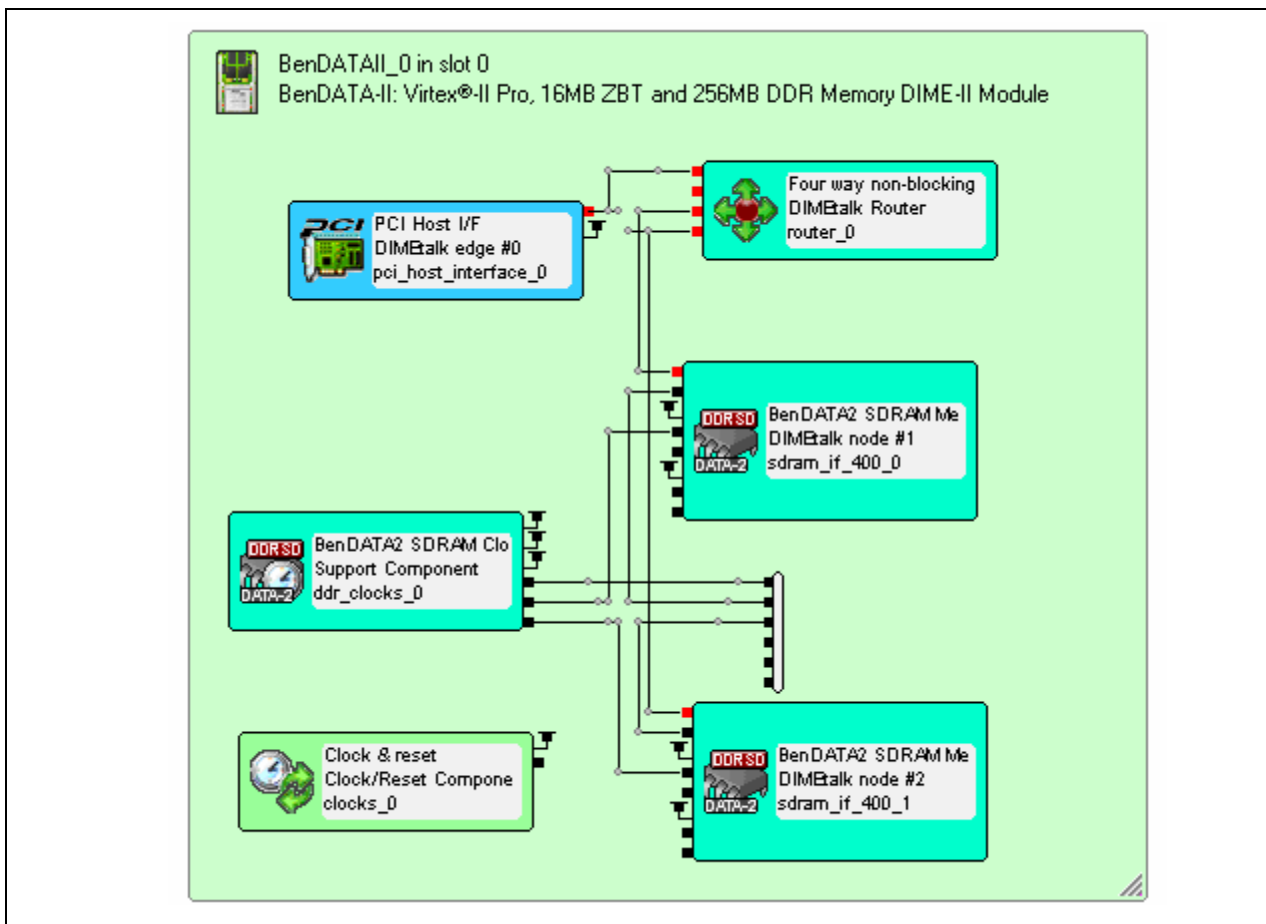 BenDATAII_0 in slot 0
BenDATA-II: Virtex®-II Pro, 16MB ZBT and 256MB DDR Memory DIME-II Module
Four way non-blocking
DIMEtalk Router
router_0
PCI
PCI Host I/F
DIMEtalk edge #0
pci_host_interface_0
DDR SD
DATA-2
BenDATA2 SDRAM Me
DIMEtalk node #1
sdram_if_400_0
DDR SD
DATA-2
BenDATA2 SDRAM Clo
Support Component
ddr_clocks_0
Clock & reset
Clock/Reset Compone
clocks_0
DDR SD
DATA-2
BenDATA2 SDRAM Me
DIMEtalk node #2
sdram_if_400_1